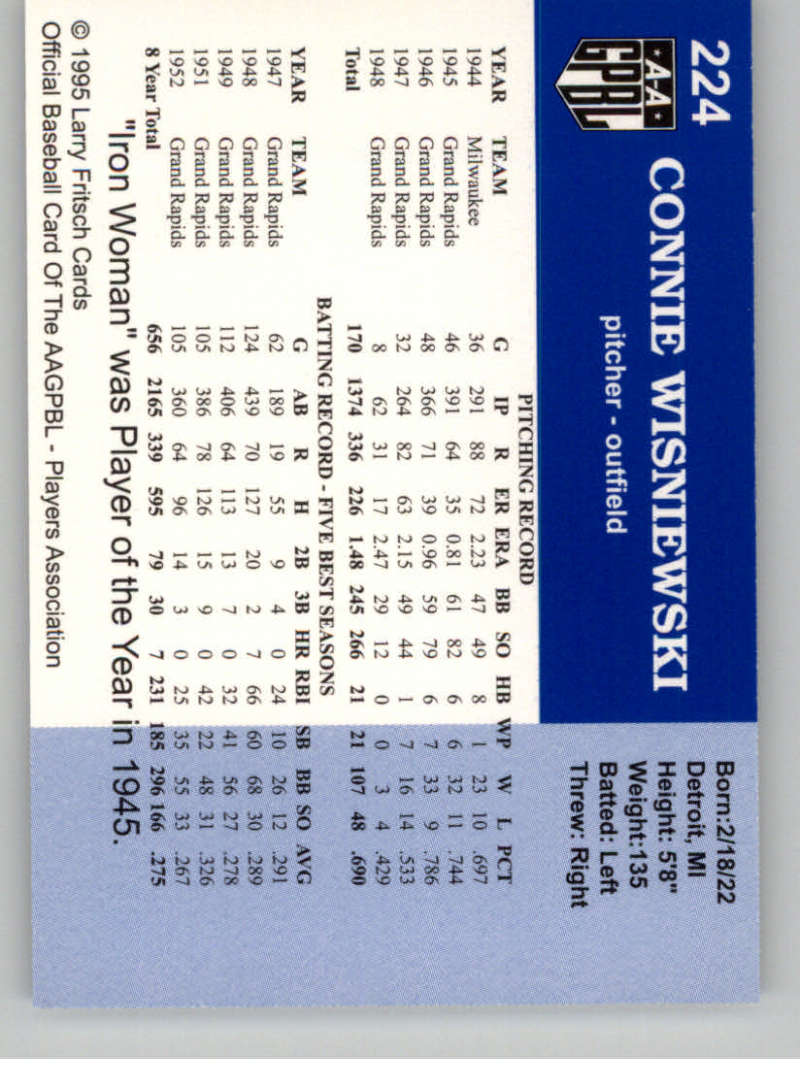 224
A-A
GPBL
CONNIE WISNIEWSKI
pitcher - outfield
Born:2/18/22
Detroit, MI
Height: 5'8"
Weight:135
Batted: Left
Threw: Right
PITCHING RECORD
YEAR TEAM G IP R ER ERA BB SO HB WP W L PCT
1944 Milwaukee 36 291 88 72 2.23 47 49 8 1 23 10 .697
1945 Grand Rapids 46 391 64 35 0.81 61 82 6 6 32 11 .744
1946 Grand Rapids 48 366 71 39 0.96 59 79 6 7 33 9 .786
1947 Grand Rapids 32 264 82 63 2.15 49 44 1 7 16 14 .533
1948 Grand Rapids 8 62 31 17 2.47 29 12 0 0 3 4 .429
Total 170 1374 336 226 1.48 245 266 21 21 107 48 .690
BATTING RECORD - FIVE BEST SEASONS
YEAR TEAM G AB R H 2B 3B HR RBI SB BB SO AVG
1947 Grand Rapids 62 189 19 55 9 4 0 24 10 26 12 .291
1948 Grand Rapids 124 439 70 127 20 2 7 66 60 68 30 .289
1949 Grand Rapids 112 406 64 113 13 7 0 32 41 56 27 .278
1951 Grand Rapids 105 386 78 126 15 9 0 42 22 48 31 .326
1952 Grand Rapids 105 360 64 96 14 3 0 25 35 55 33 .267
8 Year Total 656 2165 339 595 79 30 7 231 185 296 166 .275
"Iron Woman" was Player of the Year in 1945.
© 1995 Larry Fritsch Cards
Official Baseball Card Of The AAGPBL - Players Association